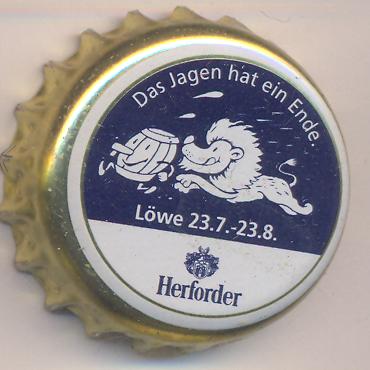 Das Jagen hat ein Ende.
Löwe 23.7.-23.8.
Herforder